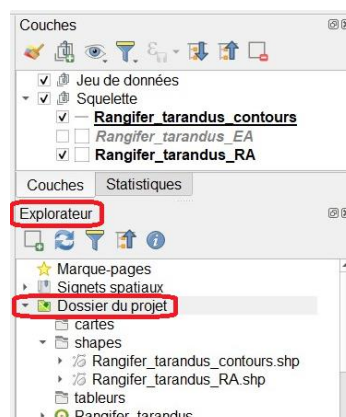 Couches
Jeu de données
Squelette
Rangifer_tarandus_contours
Rangifer_tarandus_EA
Rangifer_tarandus_RA
Couches Statistiques
Explorateur
Marque-pages
Signets spatiaux
Dossier du projet
cartes
shapes
Rangifer_tarandus_contours.shp
Rangifer_tarandus_RA.shp
tableurs
Rangifer_tarandus